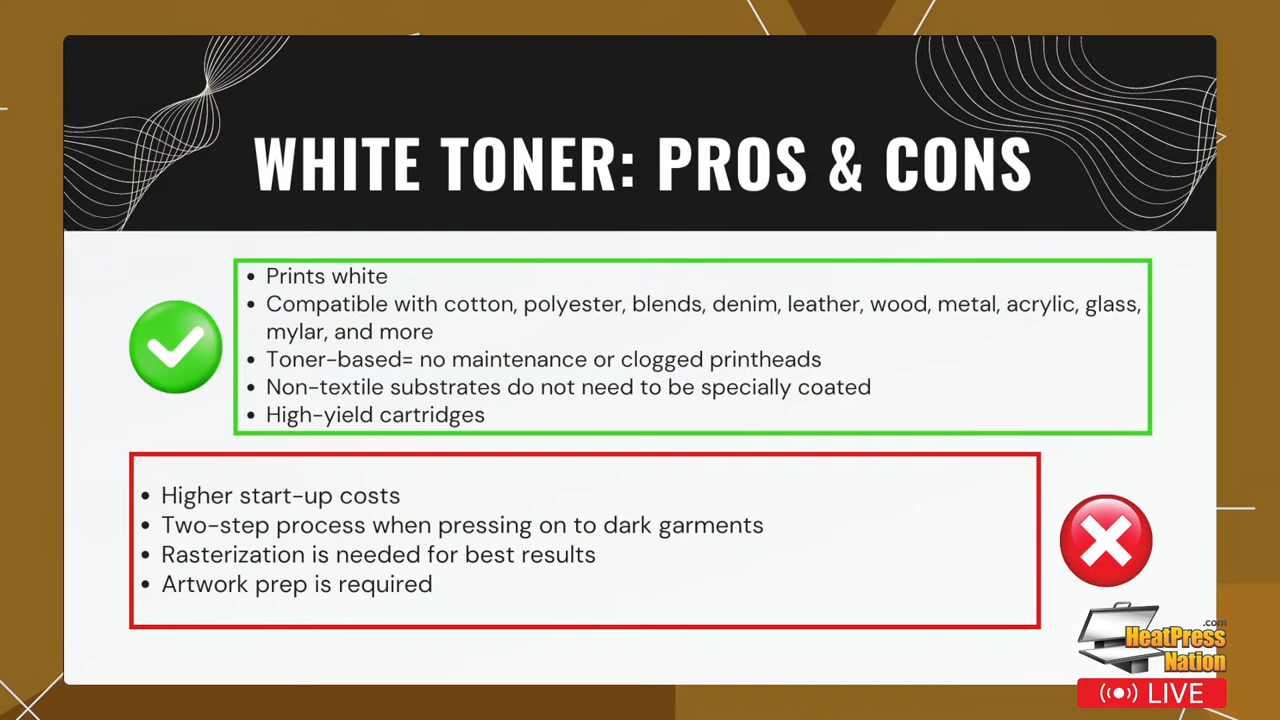 WHITE TONER: PROS & CONS
• Prints white
• Compatible with cotton, polyester, blends, denim, leather, wood, metal, acrylic, glass,
mylar, and more
• Toner-based= no maintenance or clogged printheads
• Non-textile substrates do not need to be specially coated
• High-yield cartridges
• Higher start-up costs
• Two-step process when pressing on to dark garments
• Rasterization is needed for best results
• Artwork prep is required
.com
HeatPress
Nation
LIVE